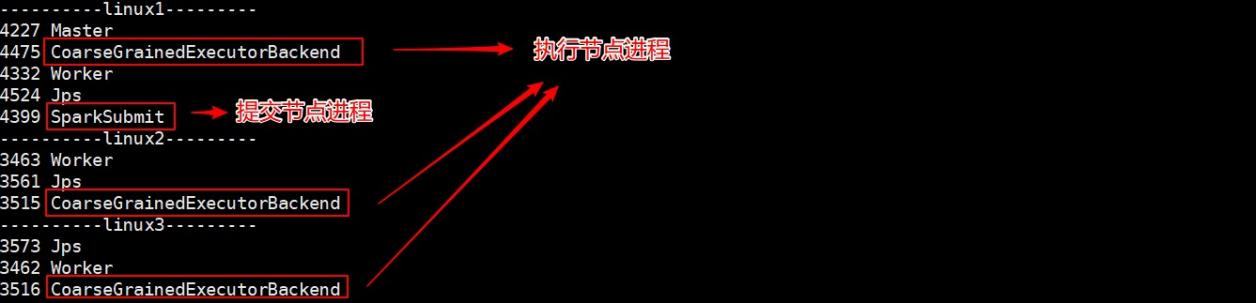 ----------linux1---------
4227 Master
4475 CoarseGrainedExecutorBackend
执行节点进程
4332 Worker
4524 Jps
4399 SparkSubmit
提交节点进程
----------linux2---------
3463 Worker
3561 Jps
3515 CoarseGrainedExecutorBackend
----------linux3---------
3573 Jps
3462 Worker
3516 CoarseGrainedExecutorBackend